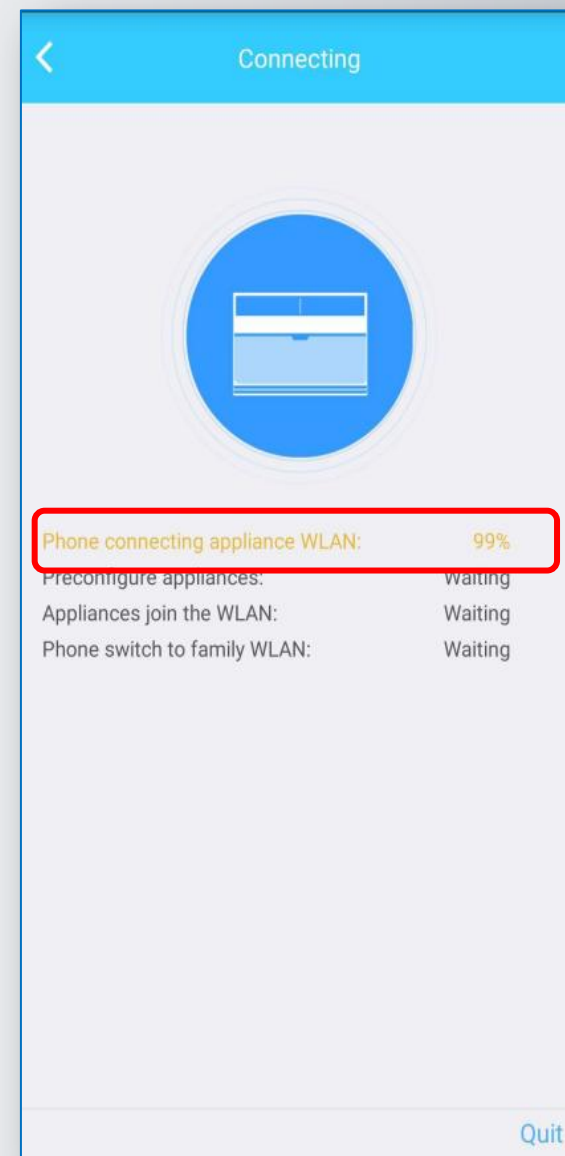 Connecting
Phone connecting appliance WLAN: 99%
Preconfigure appliances: Waiting
Appliances join the WLAN: Waiting
Phone switch to family WLAN: Waiting
Quit